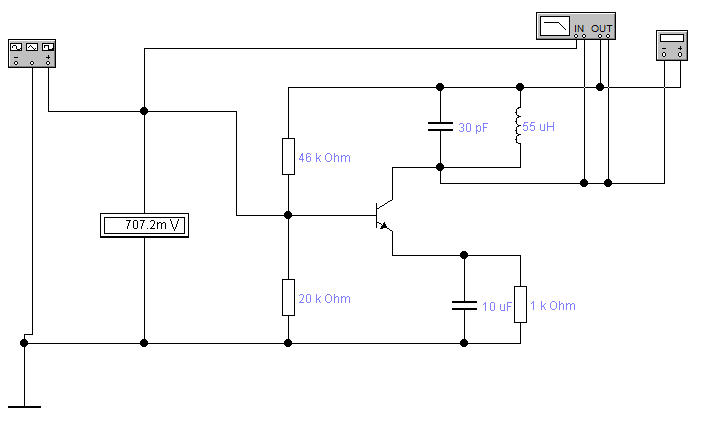 IN OUT
- +
- +
30 pF
55 uH
46 k Ohm
707.2m V
20 k Ohm
10 uF
1 k Ohm